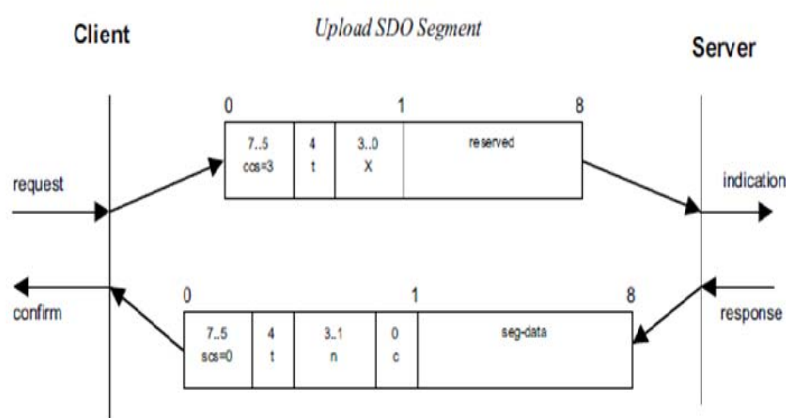 Upload SDO Segment
Client
Server
0 1 8
7..5 4 3..0 reserved
ccs=3 t X
request
indication
0 1 8
confirm
response
7..5 4 3..1 0 seg-data
scs=0 t n c